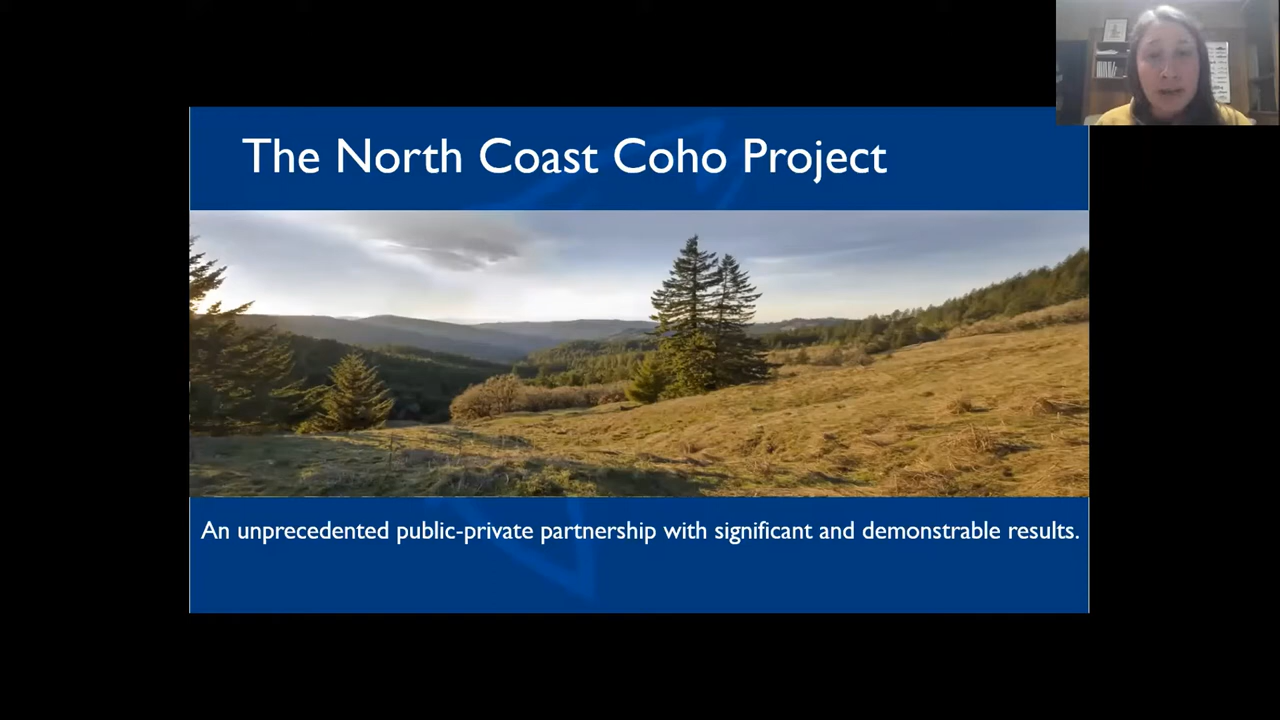 The North Coast Coho Project
An unprecedented public-private partnership with significant and demonstrable results.